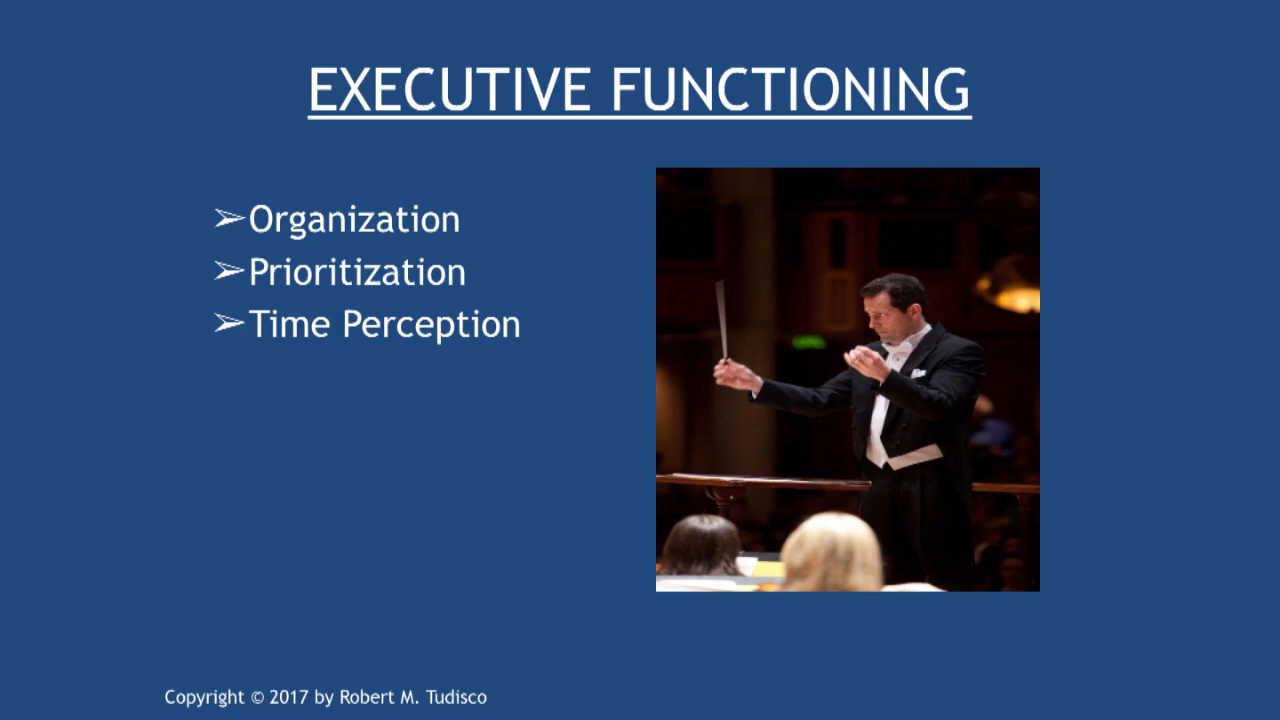 EXECUTIVE FUNCTIONING
➢Organization
➢Prioritization
➢Time Perception
Copyright © 2017 by Robert M. Tudisco